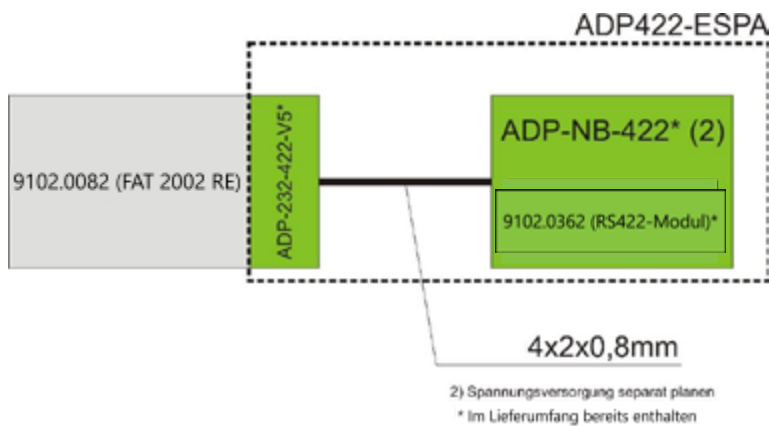 ADP422-ESPA
9102.0082 (FAT 2002 RE)
ADP-232-422-V5*
ADP-NB-422* (2)
9102.0362 (RS422-Modul)*
4x2x0,8mm
2) Spannungsversorgung separat planen
* Im Lieferumfang bereits enthalten